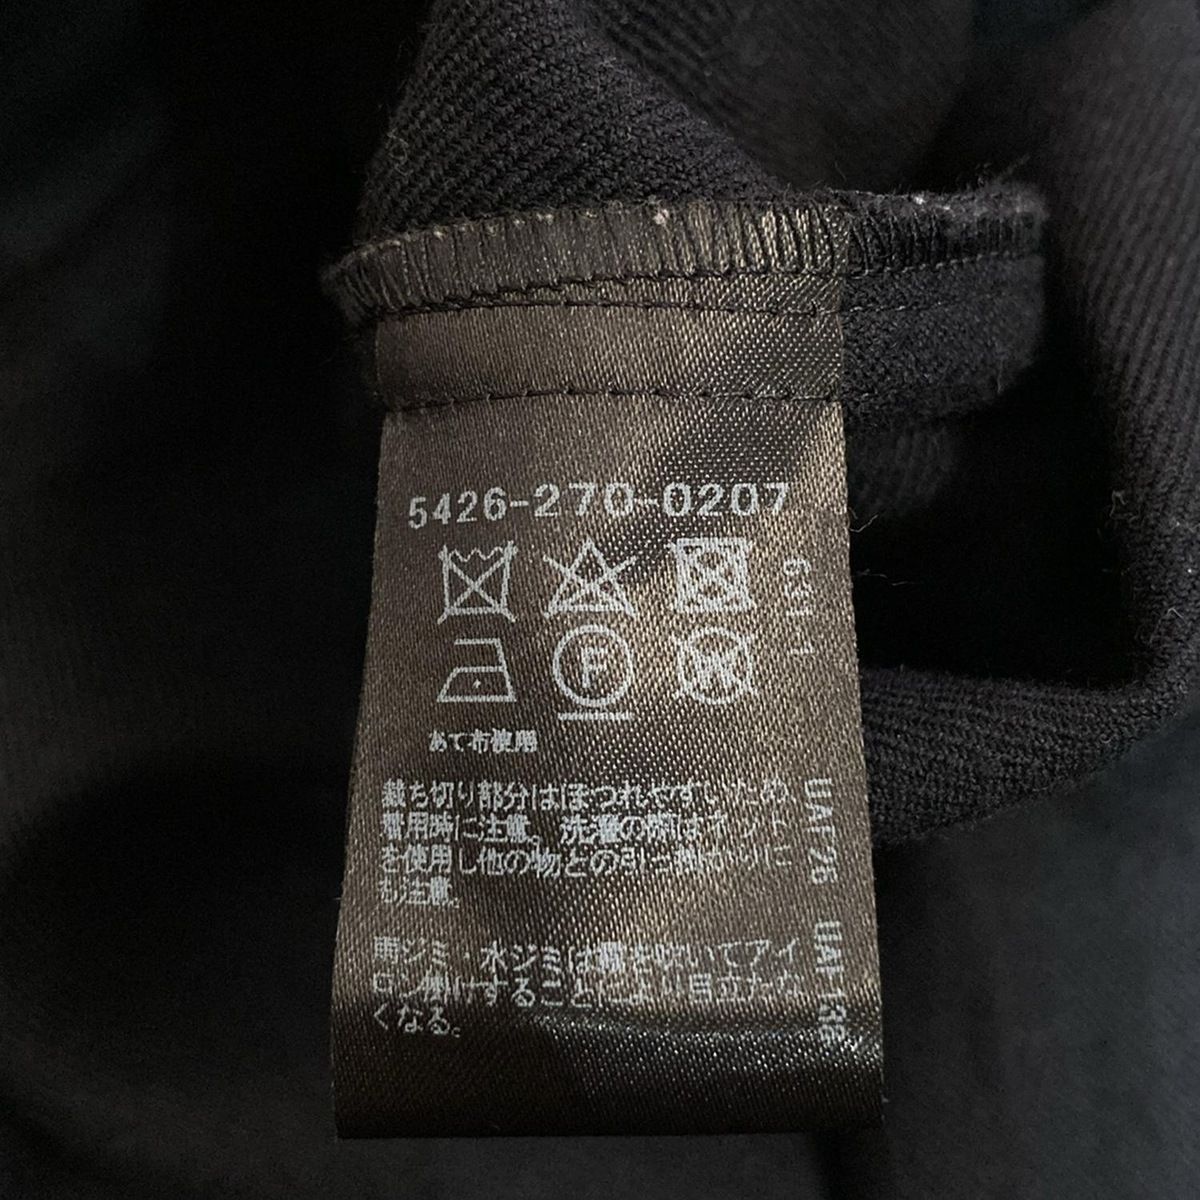 5426-270-0207
F
W
あて布使用
裁ち切り部分はほつれやすいため
着用時に注意。洗濯の際はネット
を使用し他の物との引っ掛かりに
も注意。
雨ジミ・水ジミは霧を吹いてアイ
ロン掛けすることにより目立たな
くなる。
UAF26 UAF138